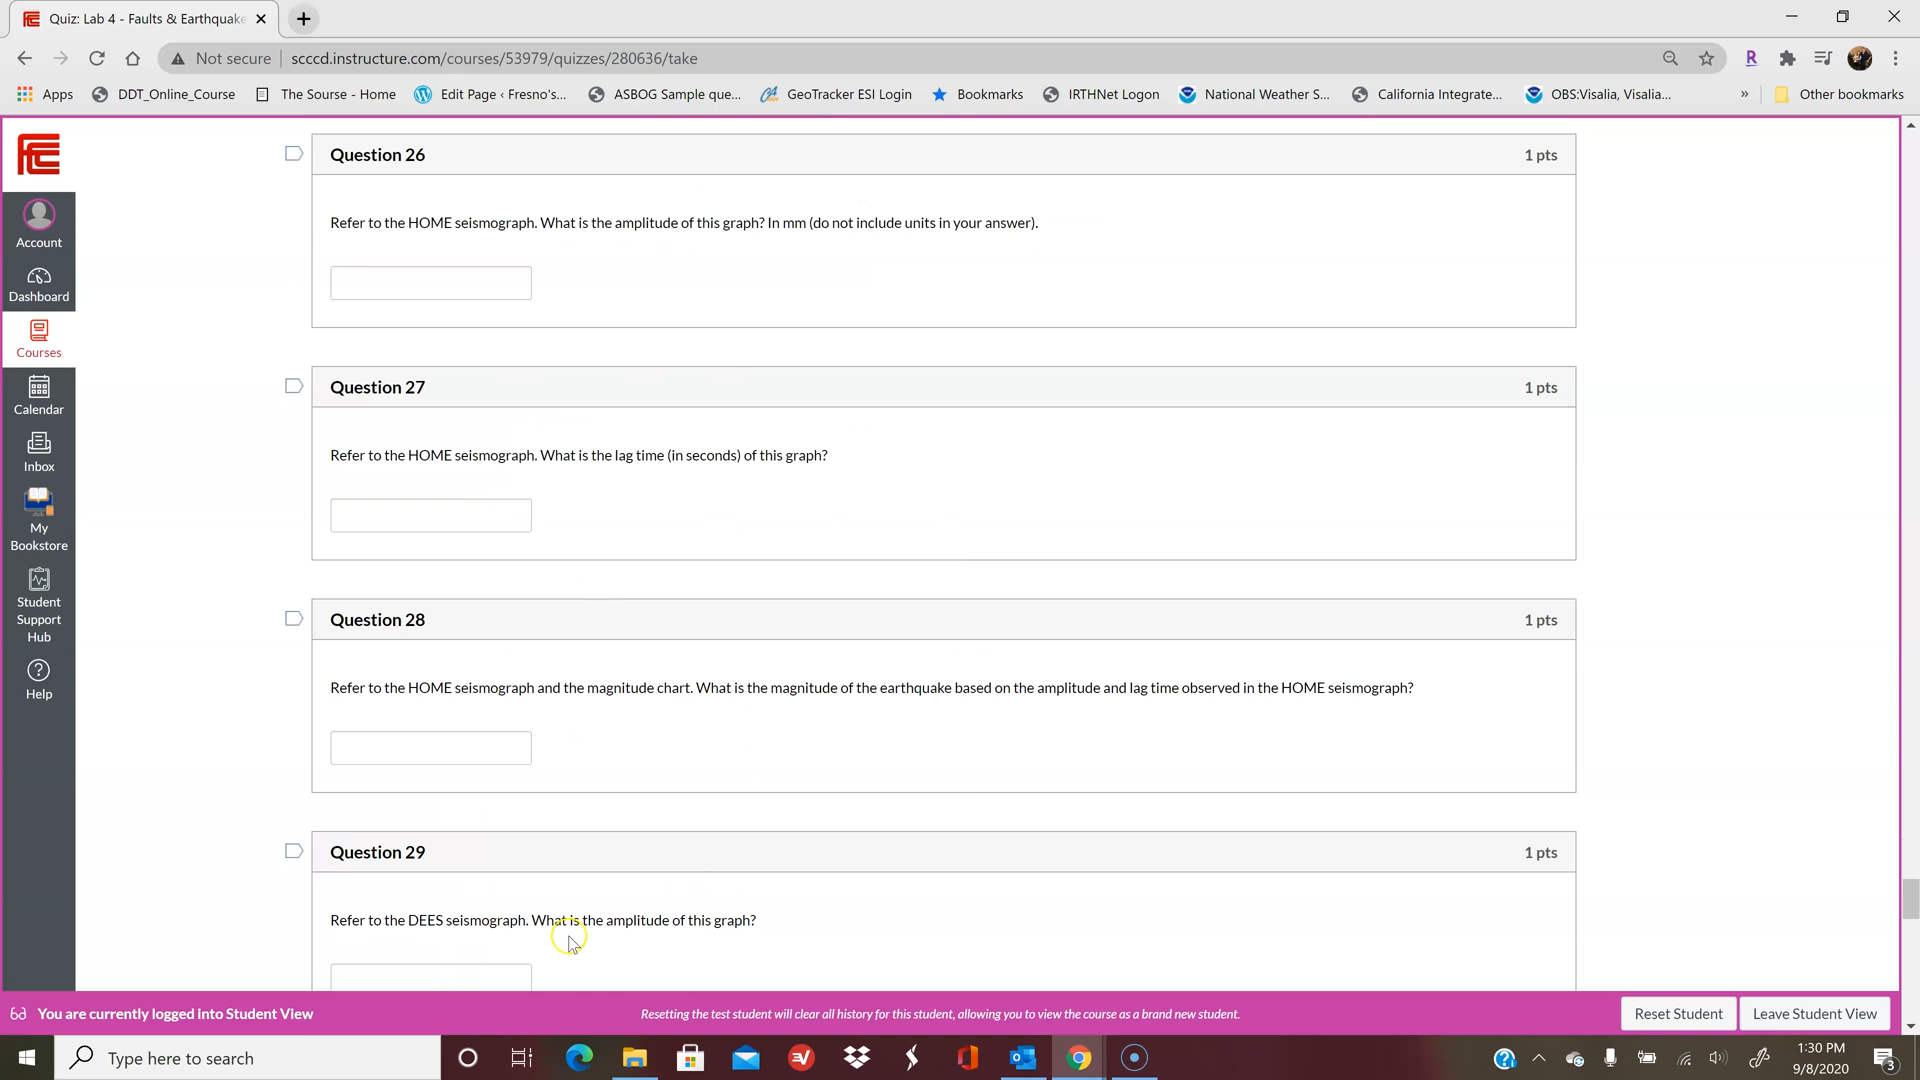 Quiz: Lab 4 - Faults & Earthquake
Not secure
scccd.instructure.com/courses/53979/quizzes/280636/take
R
Apps
DDT_Online_Course
The Sourse - Home
Edit Page ‹ Fresno's...
ASBOG Sample que...
GeoTracker ESI Login
Bookmarks
IRTHNet Logon
National Weather S...
California Integrate...
OBS:Visalia, Visalia...
»
Other bookmarks
Account
Dashboard
Courses
Calendar
Inbox
My
Bookstore
Student
Support
Hub
Help
Question 26
1 pts
Refer to the HOME seismograph. What is the amplitude of this graph? In mm (do not include units in your answer).
Question 27
1 pts
Refer to the HOME seismograph. What is the lag time (in seconds) of this graph?
Question 28
1 pts
Refer to the HOME seismograph and the magnitude chart. What is the magnitude of the earthquake based on the amplitude and lag time observed in the HOME seismograph?
Question 29
1 pts
Refer to the DEES seismograph. What is the amplitude of this graph?
You are currently logged into Student View
Resetting the test student will clear all history for this student, allowing you to view the course as a brand new student.
Reset Student
Leave Student View
Type here to search
1:30 PM
9/8/2020
3